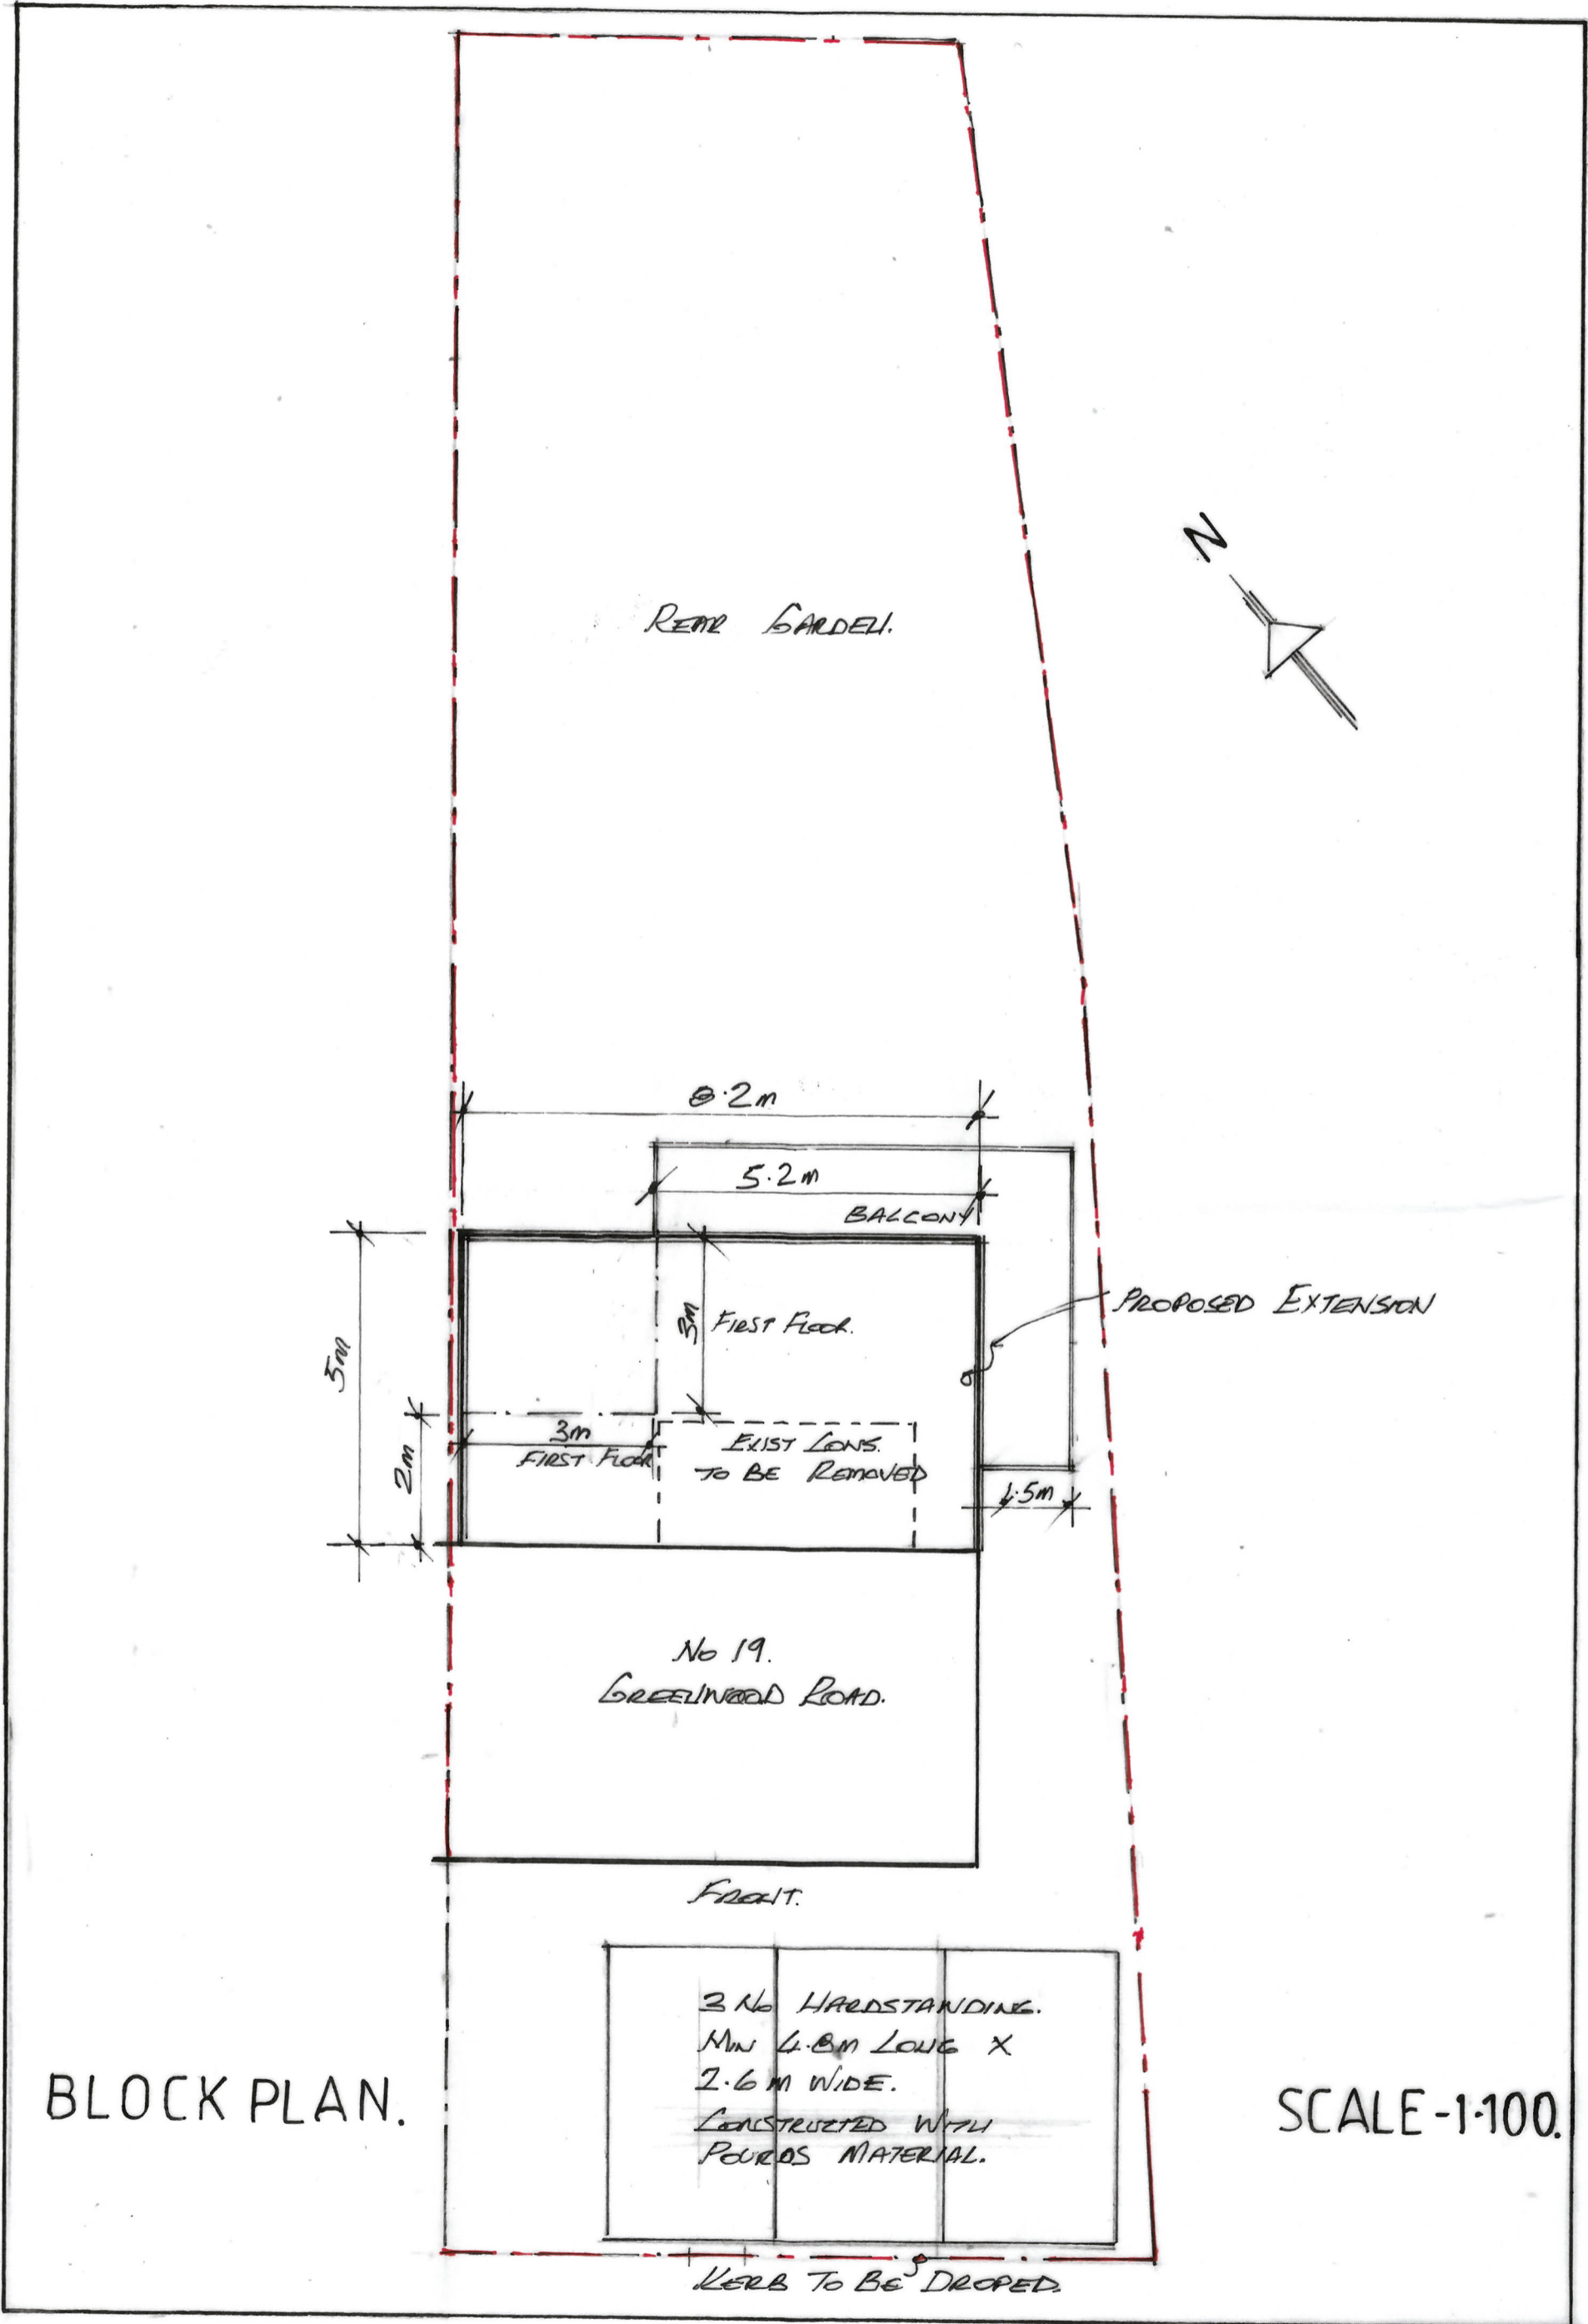 N
REAR GARDEN.
8.2m
5.2m
BALCONY
PROPOSED EXTENSION
3m
FIRST FLOOR.
5m
2m
3m
FIRST FLOOR
EXIST CONS.
TO BE REMOVED
1.5m
No 19.
GREENWOOD ROAD.
FRONT.
3 No HARDSTANDING.
MIN 4.8m LONG X
2.6m WIDE.
CONSTRUCTED WITH
POUROS MATERIAL.
BLOCK PLAN.
SCALE-1·100.
KERB TO BE DROPED.